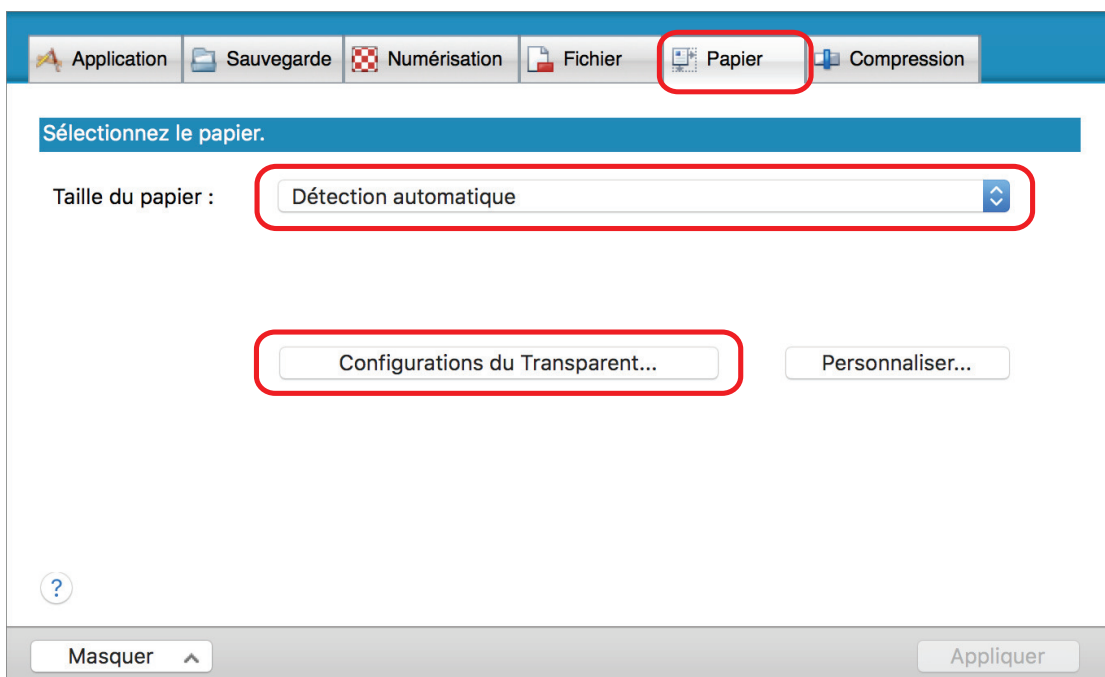 Application Sauvegarde Numérisation Fichier Papier Compression
Sélectionnez le papier.
Taille du papier : Détection automatique
Configurations du Transparent... Personnaliser...
?
Masquer Appliquer